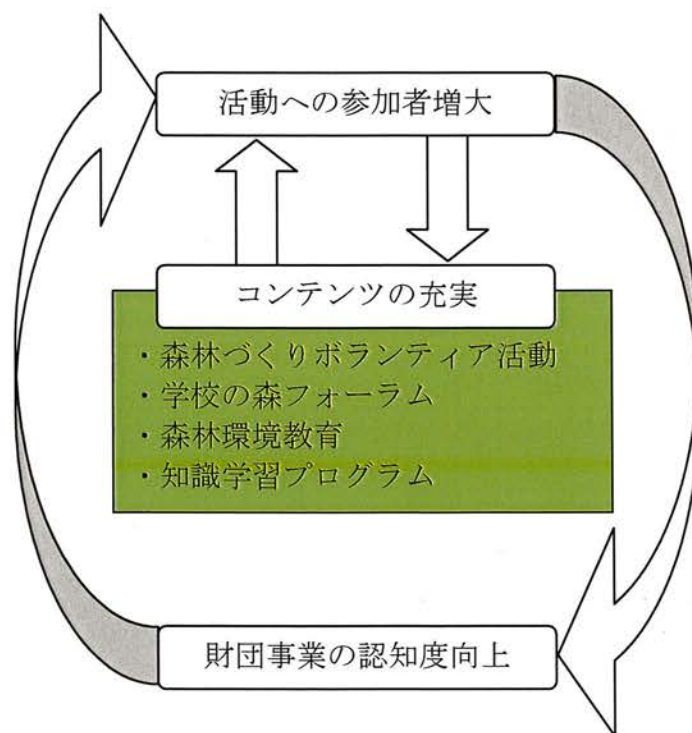 活動への参加者増大
コンテンツの充実
・森林づくりボランティア活動
・学校の森フォーラム
・森林環境教育
・知識学習プログラム
財団事業の認知度向上